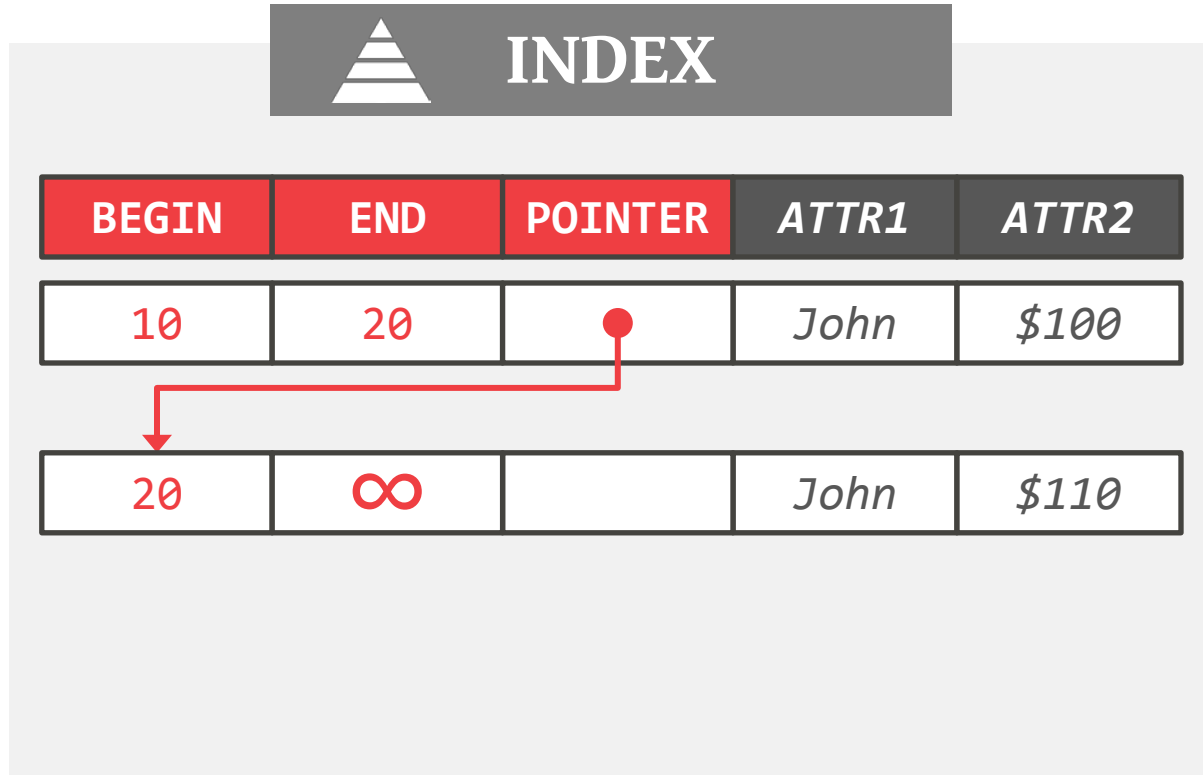 INDEX
BEGIN END POINTER ATTR1 ATTR2
10 20 John $100
20 ∞ John $110